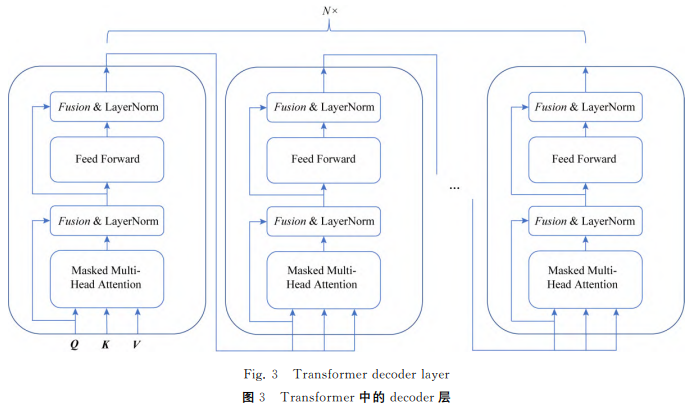 N×
Fusion & LayerNorm
Feed Forward
Fusion & LayerNorm
Masked Multi-
Head Attention
Q K V
Fusion & LayerNorm
Feed Forward
Fusion & LayerNorm
Masked Multi-
Head Attention
...
Fusion & LayerNorm
Feed Forward
Fusion & LayerNorm
Masked Multi-
Head Attention
Fig. 3 Transformer decoder layer
图 3 Transformer 中的 decoder 层